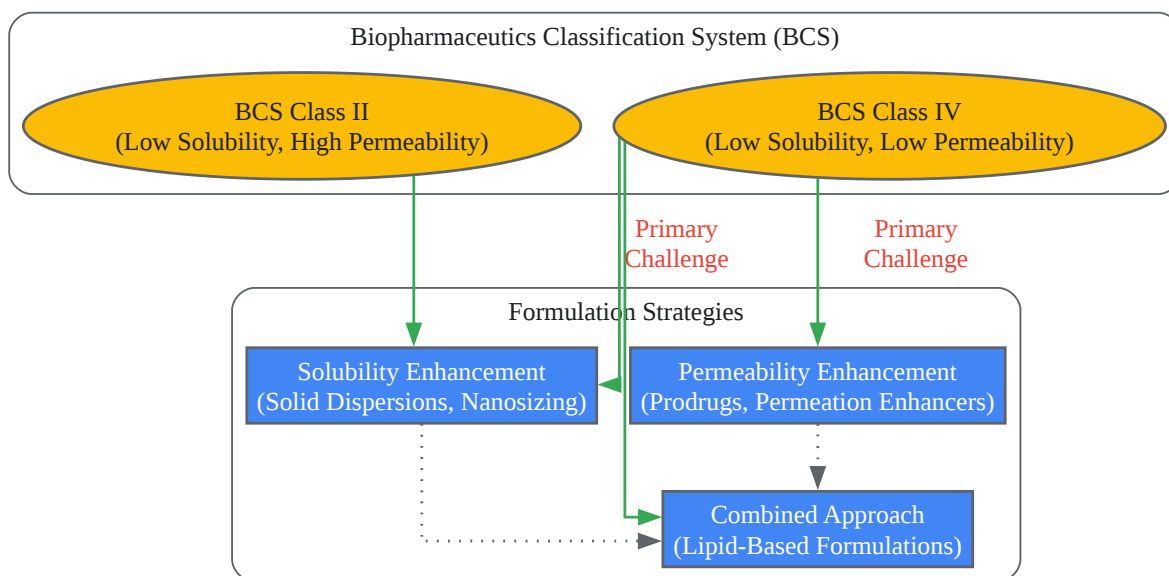 Biopharmaceutics Classification System (BCS)
BCS Class II
(Low Solubility, High Permeability)
BCS Class IV
(Low Solubility, Low Permeability)
Primary
Challenge
Primary
Challenge
Formulation Strategies
Solubility Enhancement
(Solid Dispersions, Nanosizing)
Permeability Enhancement
(Prodrugs, Permeation Enhancers)
Combined Approach
(Lipid-Based Formulations)